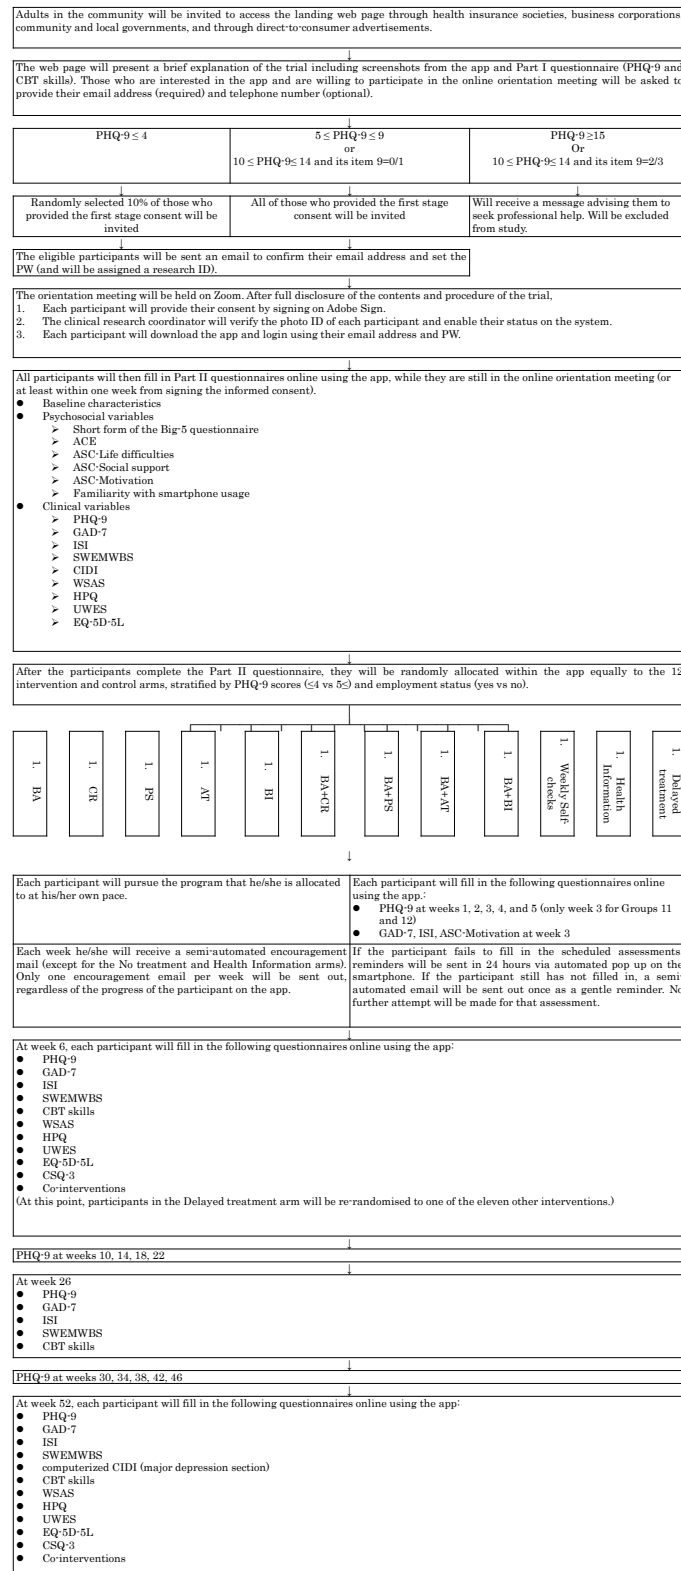 Adults in the community will be invited to access the landing web page through health insurance societies, business corporations,
community and local governments, and through direct-to-consumer advertisements.
↓
The web page will present a brief explanation of the trial including screenshots from the app and Part I questionnaire (PHQ-9 and
CBT skills). Those who are interested in the app and are willing to participate in the online orientation meeting will be asked to
provide their email address (required) and telephone number (optional).
↓
PHQ-9 ≤ 4
5 ≤ PHQ-9 ≤ 9
or
10 ≤ PHQ-9≤ 14 and its item 9=0/1
PHQ-9 ≥15
Or
10 ≤ PHQ-9≤ 14 and item 9=2/3
↓ ↓ ↓
Randomly selected 10% of those who
provided the first stage consent will be
invited
All of those who provided the first stage
consent will be invited
Will receive a message advising them to
seek professional help. Will be excluded
from study.
↓ ↓
The eligible participants will be sent an email to confirm their email address and set the
PW (and will be assigned a research ID).
↓
The orientation meeting will be held on Zoom. After full disclosure of the contents and procedure of the trial,
1. Each participant will provide their consent by signing on Adobe Sign.
2. The clinical research coordinator will verify the photo ID of each participant and enable their status on the system.
3. Each participant will download the app and login using their email address and PW.
↓
All participants will then fill in Part II questionnaires online using the app, while they are still in the online orientation meeting (or
at least within one week from signing the informed consent).
● Baseline characteristics
● Psychosocial variables
➢ Short form of the Big-5 questionnaire
➢ ACE
➢ ASC-Life difficulties
➢ ASC-Social support
➢ ASC-Motivation
➢ Familiarity with smartphone usage
● Clinical variables
➢ PHQ-9
➢ GAD-7
➢ ISI
➢ SWEMWBS
➢ CIDI
➢ WSAS
➢ HPQ
➢ UWES
➢ EQ-5D-5L
↓
After the participants complete the Part II questionnaire, they will be randomly allocated within the app equally to the 12
intervention and control arms, stratified by PHQ-9 scores (≤4 vs 5≤) and employment status (yes vs no).
1. BA
1. CR
1. PS
1. AT
1. BI
1. BA+CR
1. BA+PS
1. BA+AT
1. BA+BI
1. Weekly Self-
checks
1. Health
Information
1. Delayed
treatment
↓
Each participant will pursue the program that he/she is allocated
to at his/her own pace.
Each participant will fill in the following questionnaires online
using the app.:
● PHQ-9 at weeks 1, 2, 3, 4, and 5 (only week 3 for Groups 11
and 12)
● GAD-7, ISI, ASC-Motivation at week 3
Each week he/she will receive a semi-automated encouragement
mail (except for the No treatment and Health Information arms).
Only one encouragement email per week will be sent out,
regardless of the progress of the participant on the app.
If the participant fails to fill in the scheduled assessments,
reminders will be sent in 24 hours via automated pop up on the
smartphone. If the participant still has not filled in, a semi-
automated email will be sent out once as a gentle reminder. No
further attempt will be made for that assessment.
↓
At week 6, each participant will fill in the following questionnaires online using the app:
● PHQ-9
● GAD-7
● ISI
● SWEMWBS
● CBT skills
● WSAS
● HPQ
● UWES
● EQ-5D-5L
● CSQ-3
● Co-interventions
(At this point, participants in the Delayed treatment arm will be re-randomised to one of the eleven other interventions.)
↓
PHQ-9 at weeks 10, 14, 18, 22
↓
At week 26
● PHQ-9
● GAD-7
● ISI
● SWEMWBS
● CBT skills
↓
PHQ-9 at weeks 30, 34, 38, 42, 46
↓
At week 52, each participant will fill in the following questionnaires online using the app:
● PHQ-9
● GAD-7
● ISI
● SWEMWBS
● computerized CIDI (major depression section)
● CBT skills
● WSAS
● HPQ
● UWES
● EQ-5D-5L
● CSQ-3
● Co-interventions